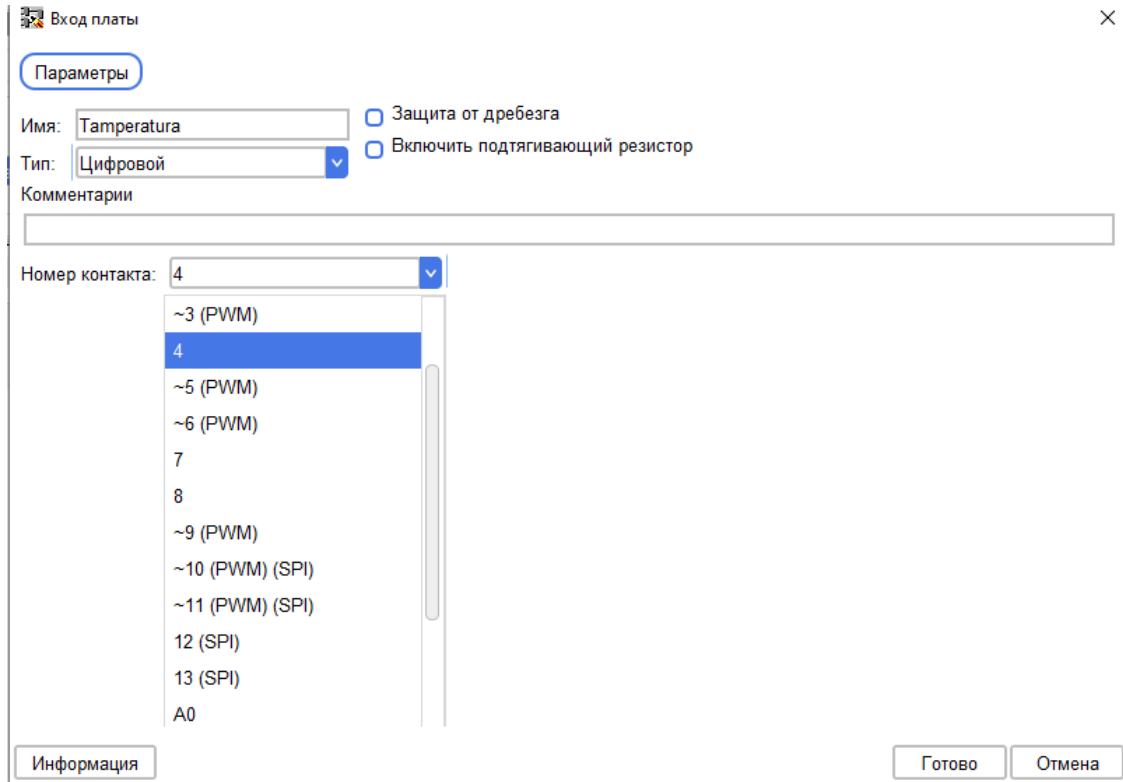 Вход платы
Параметры
Имя: Tamperatura
Защита от дребезга
Тип: Цифровой
Включить подтягивающий резистор
Комментарии
Номер контакта: 4
~3 (PWM)
4
~5 (PWM)
~6 (PWM)
7
8
~9 (PWM)
~10 (PWM) (SPI)
~11 (PWM) (SPI)
12 (SPI)
13 (SPI)
A0
Информация
Готово
Отмена